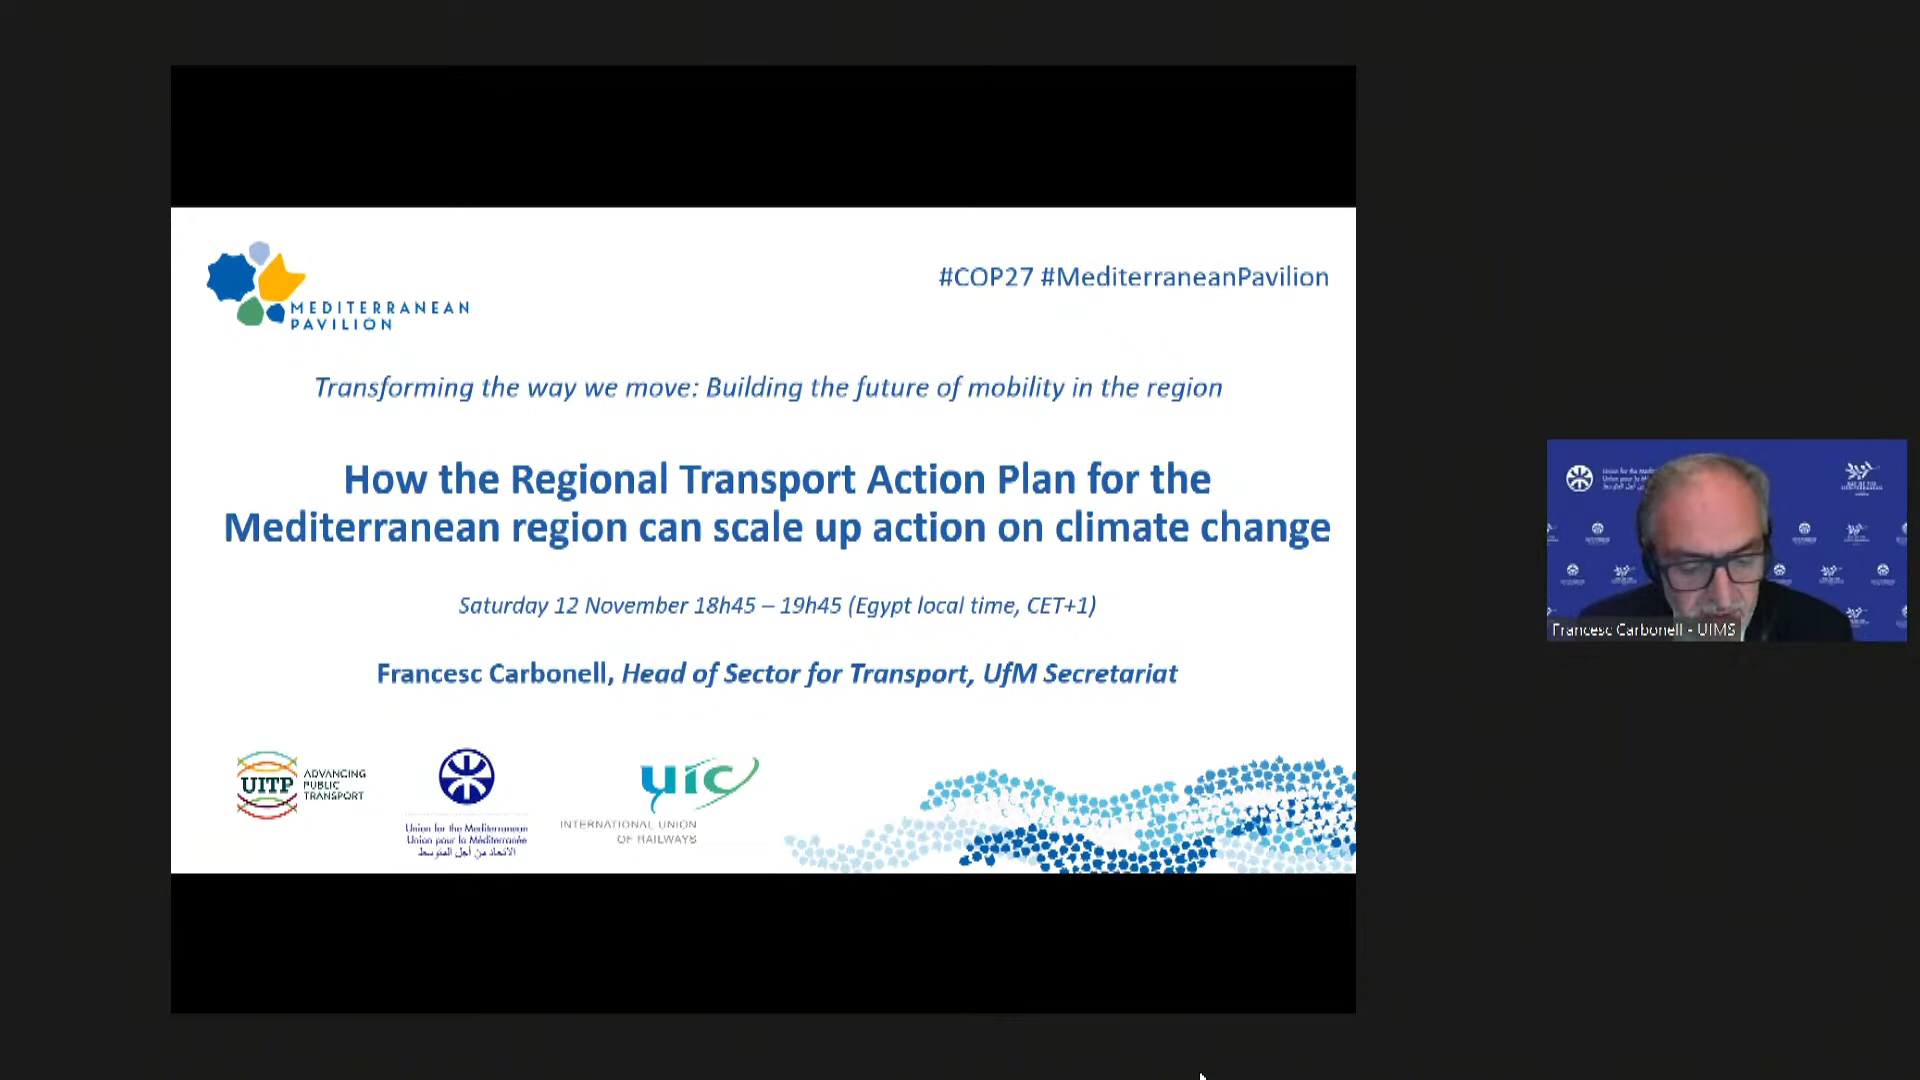 #COP27 #MediterraneanPavilion
MEDITERRANEAN
PAVILION
Transforming the way we move: Building the future of mobility in the region
How the Regional Transport Action Plan for the
Mediterranean region can scale up action on climate change
Saturday 12 November 18h45 – 19h45 (Egypt local time, CET+1)
Francesc Carbonell, Head of Sector for Transport, UfM Secretariat
UITP
ADVANCING
PUBLIC
TRANSPORT
Union for the Mediterranean
Union pour la Méditerranée
الاتحاد من أجل المتوسط
uic
INTERNATIONAL UNION
OF RAILWAYS
Francesc Carbonell - UfMS